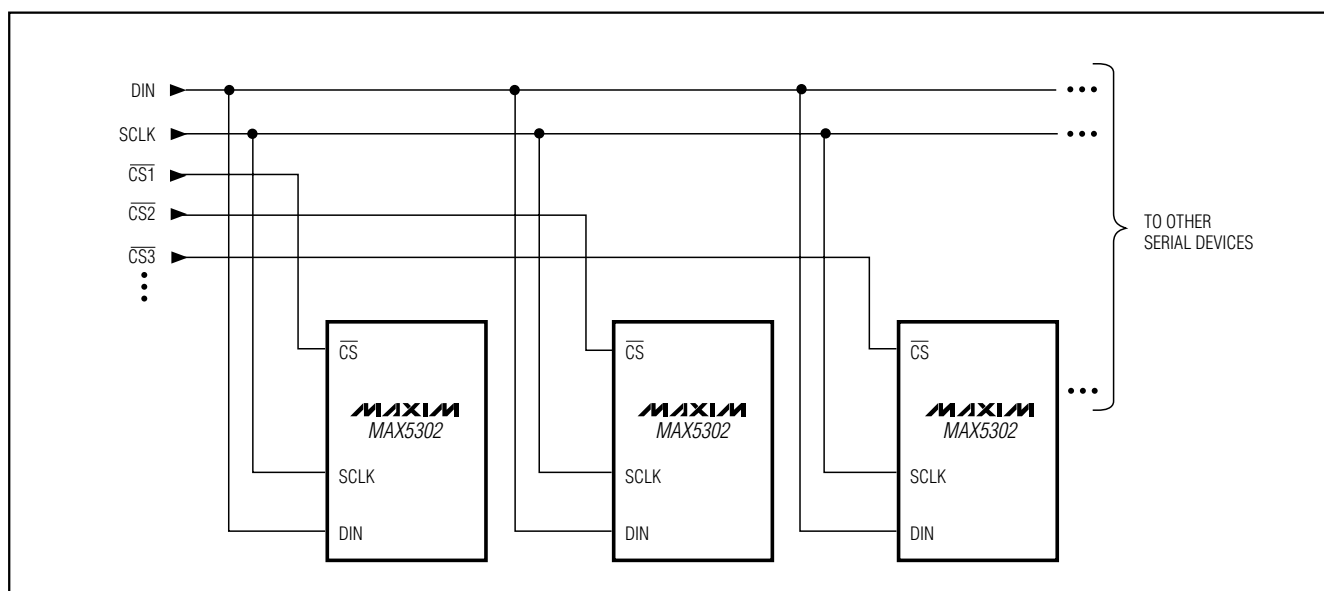 DIN
SCLK
CS1
CS2
CS3
TO OTHER
SERIAL DEVICES
CS
MAXIM
MAX5302
SCLK
DIN
CS
MAXIM
MAX5302
SCLK
DIN
CS
MAXIM
MAX5302
SCLK
DIN